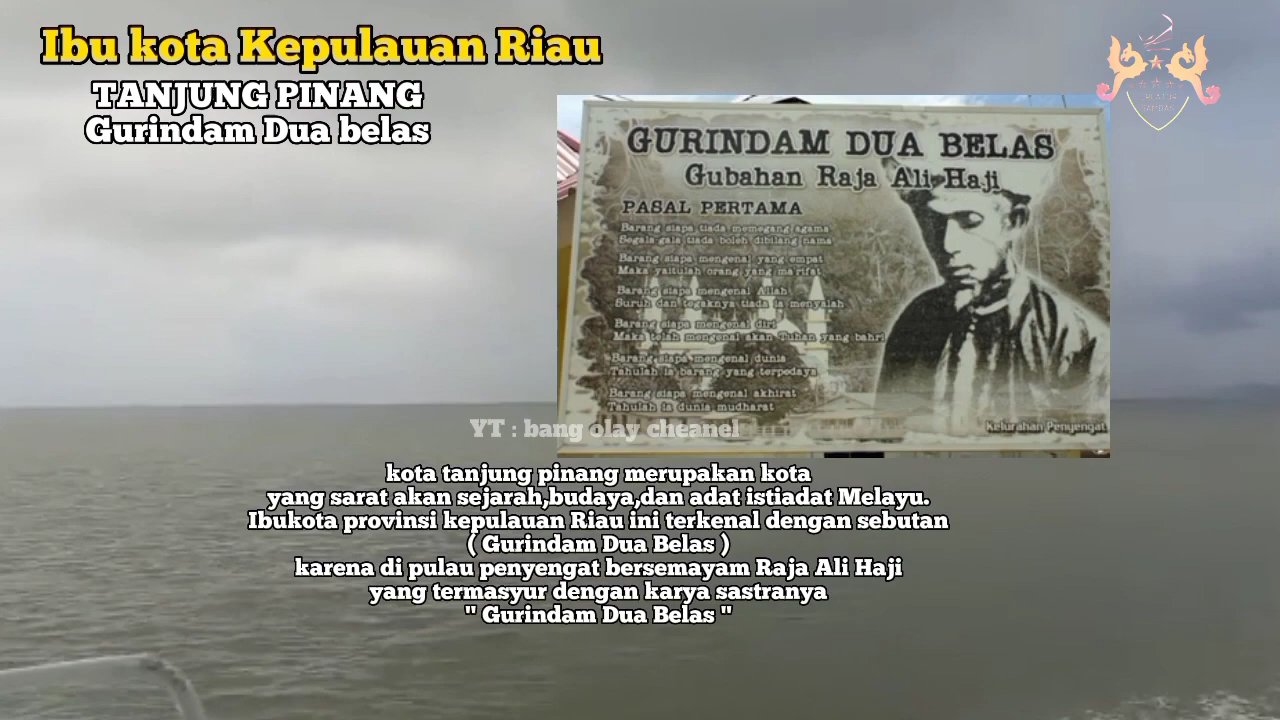 Ibu kota Kepulauan Riau
TANJUNG PINANG
Gurindam Dua belas
GURINDAM DUA BELAS
Gubahan Raja Ali Haji
PASAL PERTAMA
Barang siapa tiada memegang agama
Segala-gala tiada boleh dibilang nama
Barang siapa mengenal yang empat
Maka yaitulah orang yang ma'rifat
Barang siapa mengenal Allah
Suruh dan tegaknya tiada ia menyalah
Barang siapa mengenal diri
Maka telah mengenal akan Tuhan yang bahri
Barang siapa mengenal dunia
Tahulah ia barang yang terpedaya
Barang siapa mengenal akhirat
Tahulah ia dunia mudharat
Kelurahan Penyengat
YT : bang olay cheanel
kota tanjung pinang merupakan kota
yang sarat akan sejarah,budaya,dan adat istiadat Melayu.
Ibukota provinsi kepulauan Riau ini terkenal dengan sebutan
( Gurindam Dua Belas )
karena di pulau penyengat bersemayam Raja Ali Haji
yang termasyur dengan karya sastranya
" Gurindam Dua Belas "